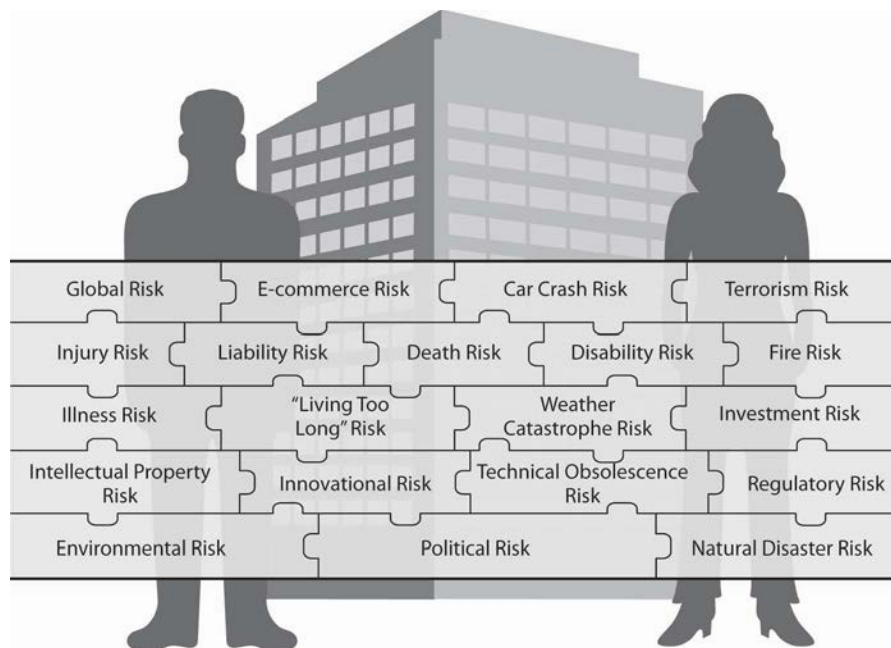 Global Risk
E-commerce Risk
Car Crash Risk
Terrorism Risk
Injury Risk
Liability Risk
Death Risk
Disability Risk
Fire Risk
Illness Risk
“Living Too
Long” Risk
Weather
Catastrophe Risk
Investment Risk
Intellectual Property
Risk
Innovational Risk
Technical Obsolescence
Risk
Regulatory Risk
Environmental Risk
Political Risk
Natural Disaster Risk